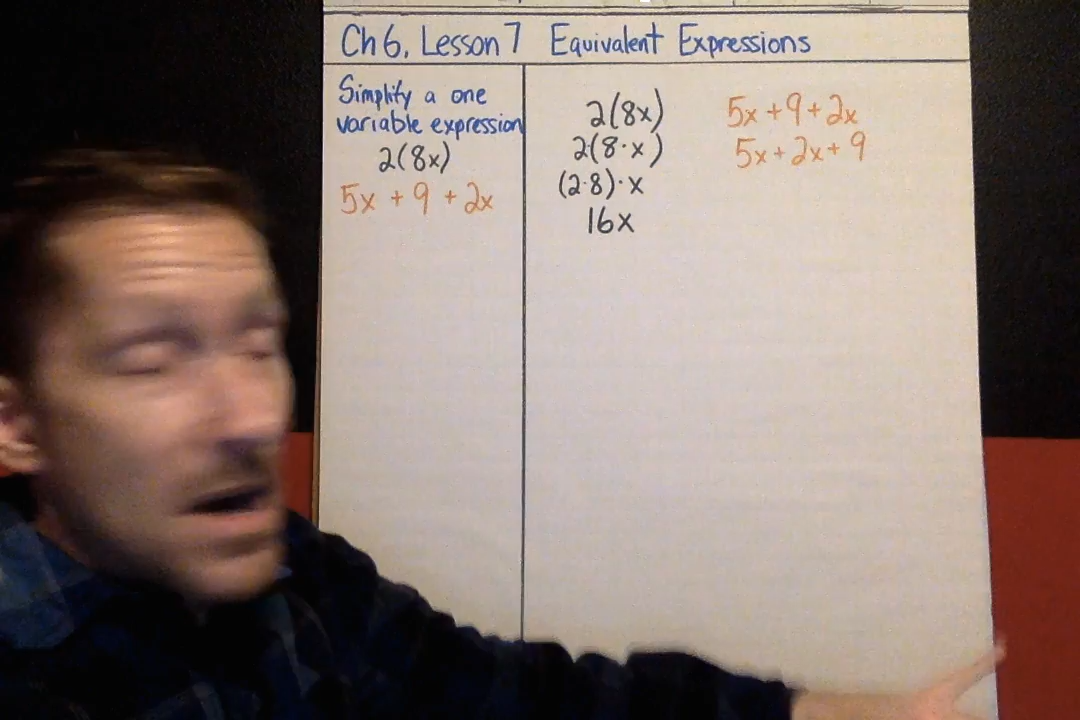 Ch 6, Lesson 7 Equivalent Expressions
Simplify a one
variable expression
2(8x)
5x + 9 + 2x
2(8x)
2(8·x)
(2·8)·x
16x
5x + 9 + 2x
5x + 2x + 9